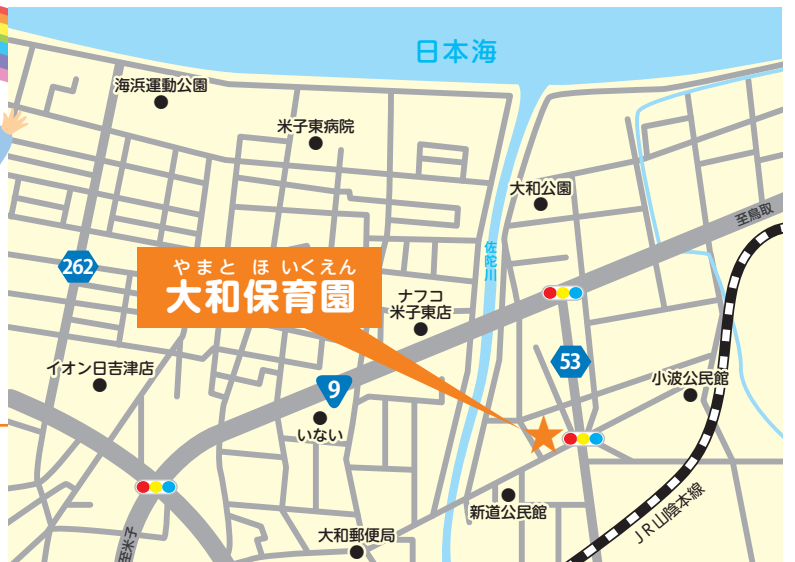 日本海
海浜運動公園
米子東病院
大和公園
至鳥取
佐陀川
262
やまと ほ いくえん
大和保育園
ナフコ
米子東店
53
イオン日吉津店
9
小波公民館
いない
新道公民館
JR山陰本線
大和郵便局
至米子